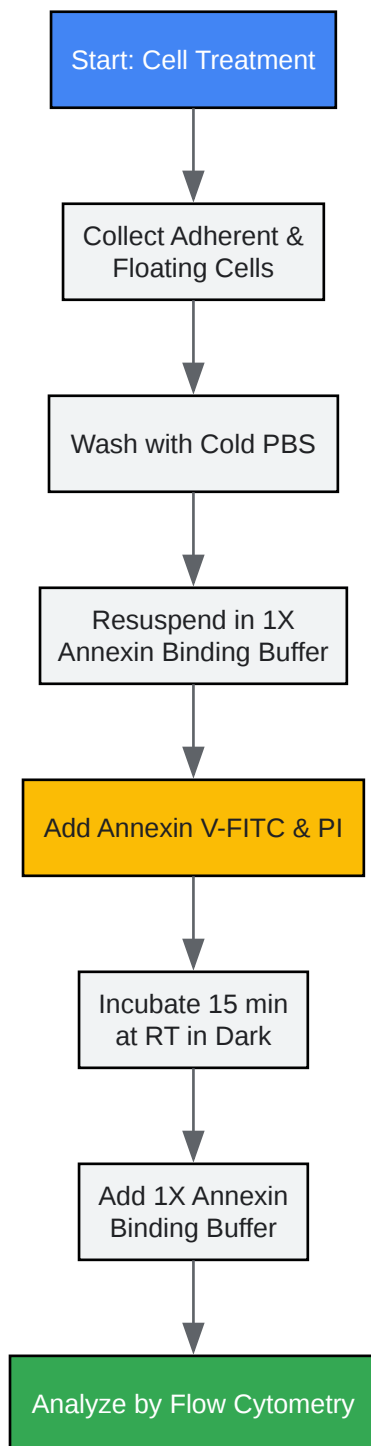 Start: Cell Treatment
Collect Adherent &
Floating Cells
Wash with Cold PBS
Resuspend in 1X
Annexin Binding Buffer
Add Annexin V-FITC & PI
Incubate 15 min
at RT in Dark
Add 1X Annexin
Binding Buffer
Analyze by Flow Cytometry